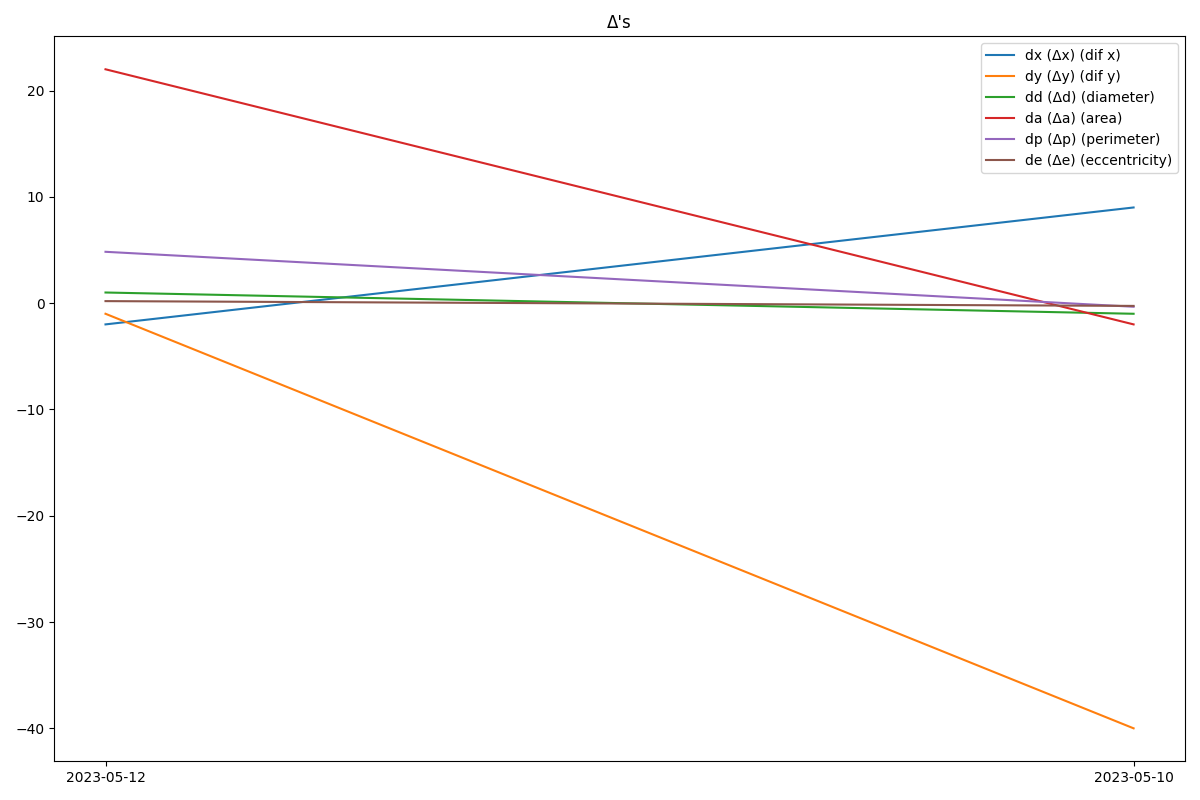 Δ's
dx (Δx) (dif x)
dy (Δy) (dif y)
dd (Δd) (diameter)
da (Δa) (area)
dp (Δp) (perimeter)
de (Δe) (eccentricity)
20
10
0
−10
−20
−30
−40
2023-05-12 2023-05-10